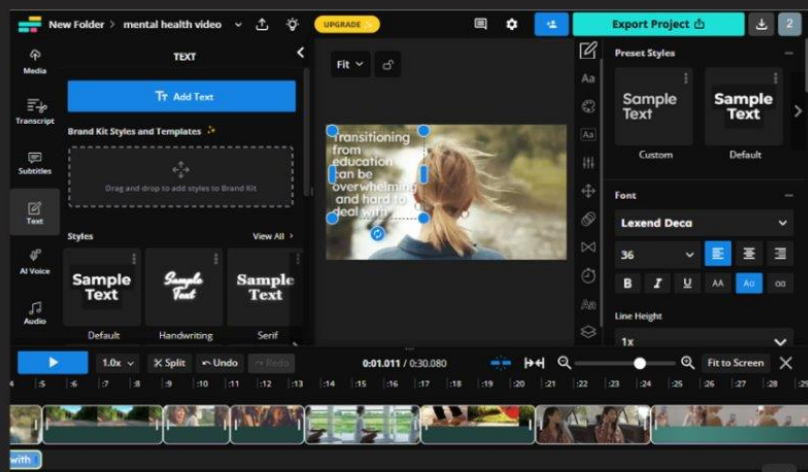 New Folder > mental health video
UPGRADE
Export Project
2
Media
Transcript
Subtitles
Text
AI Voice
Audio
TEXT
Tт Add Text
Brand Kit Styles and Templates
Drag and drop to add styles to Brand Kit
Styles
View All >
Sample Text
Sample Text
Sample Text
Default
Handwriting
Serif
Fit
Transitioning
from
education
can be
overwhelming
and hard to
deal with
Aa
Aa
Aa
Preset Styles
Sample Text
Sample Text
Custom
Default
Font
Lexend Deca
36
B I U AA Aa aa
Line Height
1x
1.0x
Split
Undo
Redo
0:01.011 / 0:30.080
Fit to Screen
4 :5 :6 :7 :8 :9 :10 :11 :12 :13 :14 :15 :16 :17 :18 :19 :20 :21 :22 :23 :24 :25 :26 :27 :28 :29
with